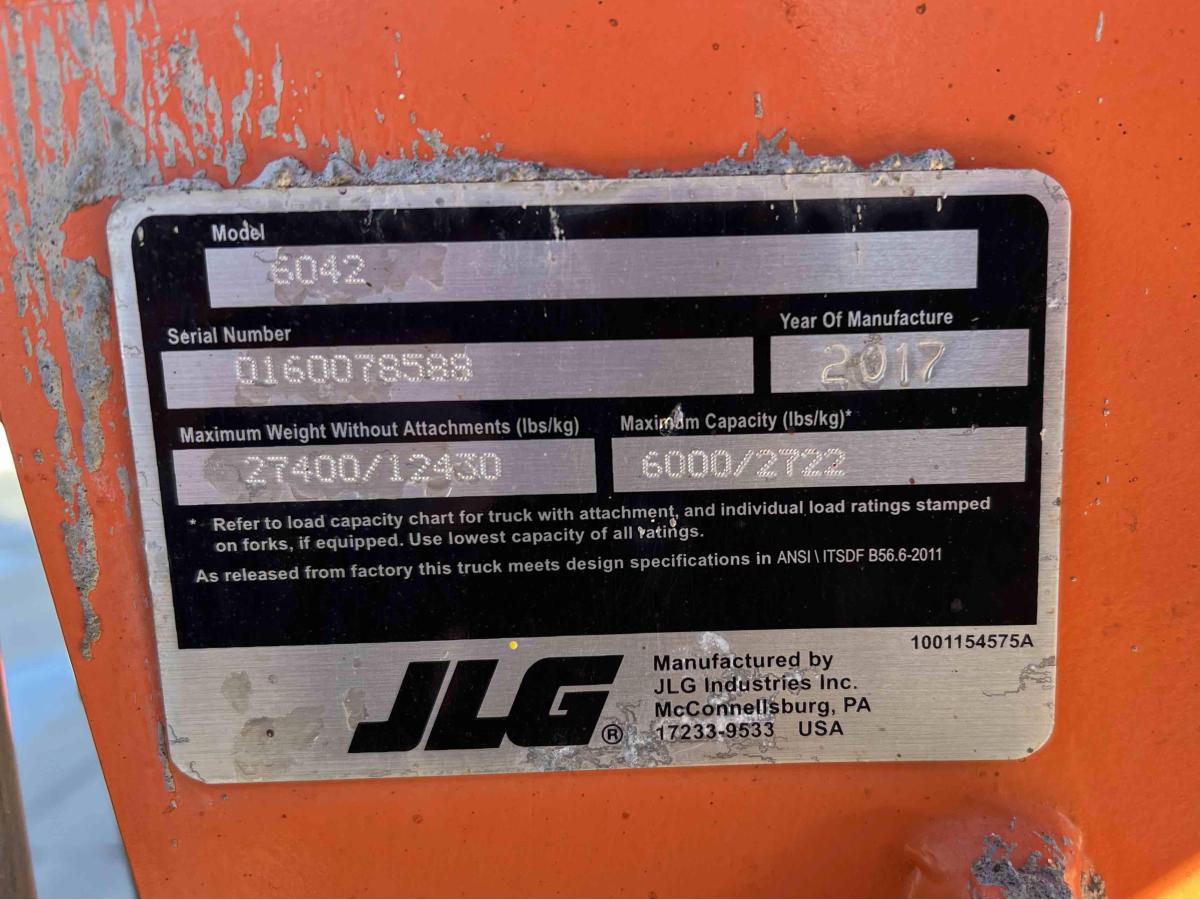 Model
6042
Serial Number
Year Of Manufacture
0160078588
2017
Maximum Weight Without Attachments (lbs/kg)
Maximum Capacity (lbs/kg)*
27400/12430
6000/2722
* Refer to load capacity chart for truck with attachment, and individual load ratings stamped
on forks, if equipped. Use lowest capacity of all ratings.
As released from factory this truck meets design specifications in ANSI \ ITSDF B56.6-2011
1001154575A
JLG®
Manufactured by
JLG Industries Inc.
McConnellsburg, PA
17233-9533 USA